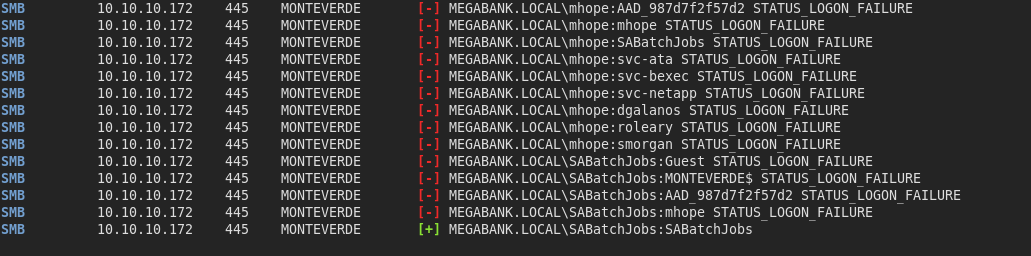 SMB 10.10.10.172 445 MONTEVERDE [-] MEGABANK.LOCAL\mhope:AAD_987d7f2f57d2 STATUS_LOGON_FAILURE
SMB 10.10.10.172 445 MONTEVERDE [-] MEGABANK.LOCAL\mhope:mhope STATUS_LOGON_FAILURE
SMB 10.10.10.172 445 MONTEVERDE [-] MEGABANK.LOCAL\mhope:SABatchJobs STATUS_LOGON_FAILURE
SMB 10.10.10.172 445 MONTEVERDE [-] MEGABANK.LOCAL\mhope:svc-ata STATUS_LOGON_FAILURE
SMB 10.10.10.172 445 MONTEVERDE [-] MEGABANK.LOCAL\mhope:svc-bexec STATUS_LOGON_FAILURE
SMB 10.10.10.172 445 MONTEVERDE [-] MEGABANK.LOCAL\mhope:svc-netapp STATUS_LOGON_FAILURE
SMB 10.10.10.172 445 MONTEVERDE [-] MEGABANK.LOCAL\mhope:dgalanos STATUS_LOGON_FAILURE
SMB 10.10.10.172 445 MONTEVERDE [-] MEGABANK.LOCAL\mhope:roleary STATUS_LOGON_FAILURE
SMB 10.10.10.172 445 MONTEVERDE [-] MEGABANK.LOCAL\mhope:smorgan STATUS_LOGON_FAILURE
SMB 10.10.10.172 445 MONTEVERDE [-] MEGABANK.LOCAL\SABatchJobs:Guest STATUS_LOGON_FAILURE
SMB 10.10.10.172 445 MONTEVERDE [-] MEGABANK.LOCAL\SABatchJobs:MONTEVERDE$ STATUS_LOGON_FAILURE
SMB 10.10.10.172 445 MONTEVERDE [-] MEGABANK.LOCAL\SABatchJobs:AAD_987d7f2f57d2 STATUS_LOGON_FAILURE
SMB 10.10.10.172 445 MONTEVERDE [-] MEGABANK.LOCAL\SABatchJobs:mhope STATUS_LOGON_FAILURE
SMB 10.10.10.172 445 MONTEVERDE [+] MEGABANK.LOCAL\SABatchJobs:SABatchJobs